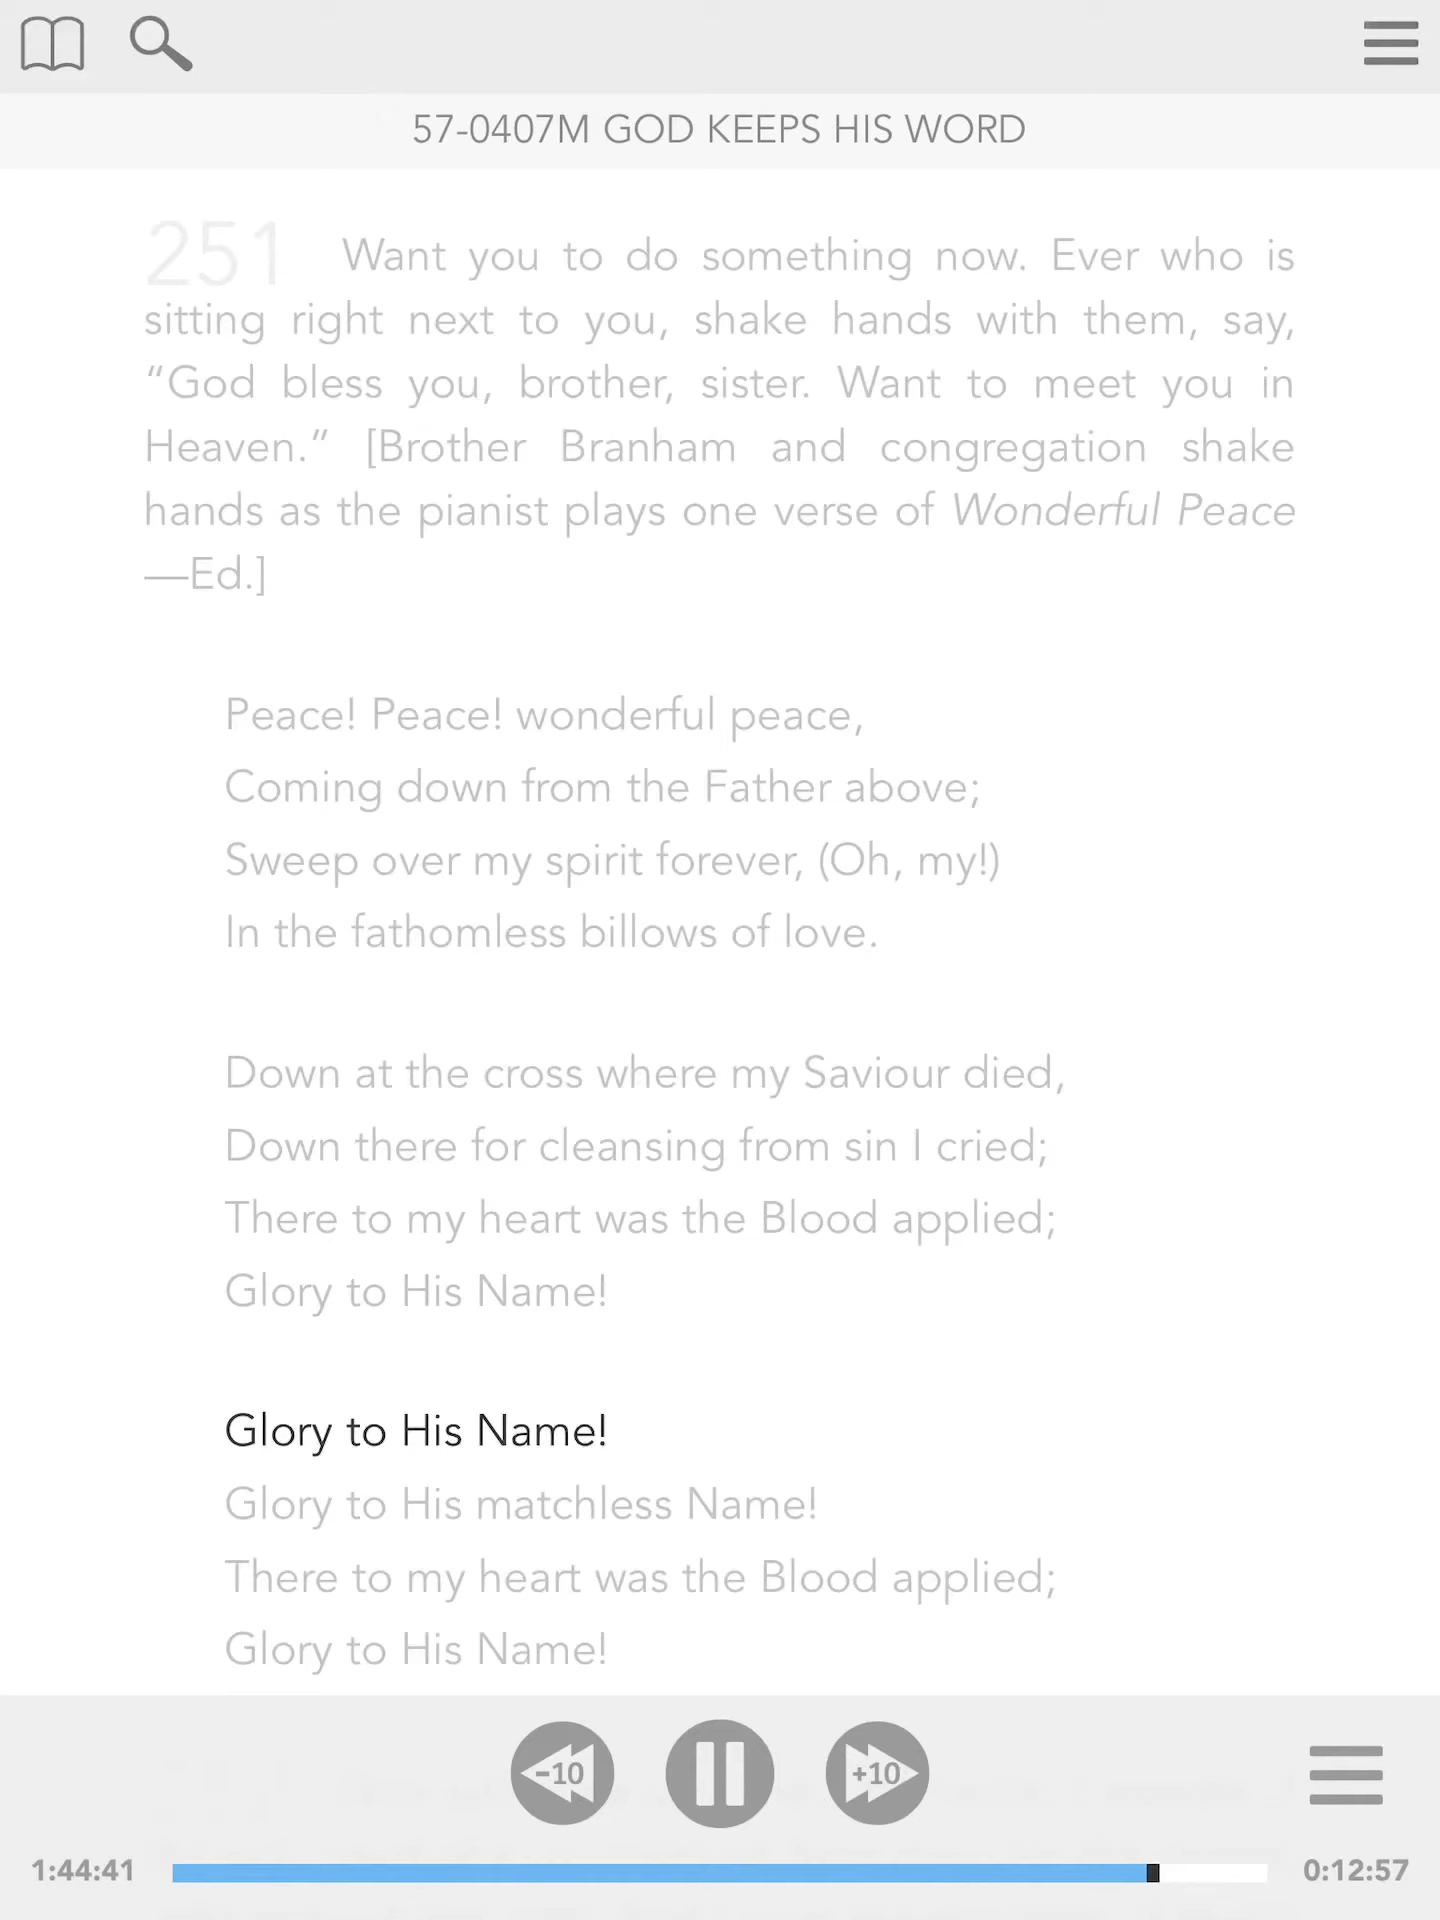 57-0407M GOD KEEPS HIS WORD
251 Want you to do something now. Ever who is
sitting right next to you, shake hands with them, say,
“God bless you, brother, sister. Want to meet you in
Heaven.” [Brother Branham and congregation shake
hands as the pianist plays one verse of Wonderful Peace
—Ed.]
Peace! Peace! wonderful peace,
Coming down from the Father above;
Sweep over my spirit forever, (Oh, my!)
In the fathomless billows of love.
Down at the cross where my Saviour died,
Down there for cleansing from sin I cried;
There to my heart was the Blood applied;
Glory to His Name!
Glory to His Name!
Glory to His matchless Name!
There to my heart was the Blood applied;
Glory to His Name!
-10 +10
1:44:41 0:12:57